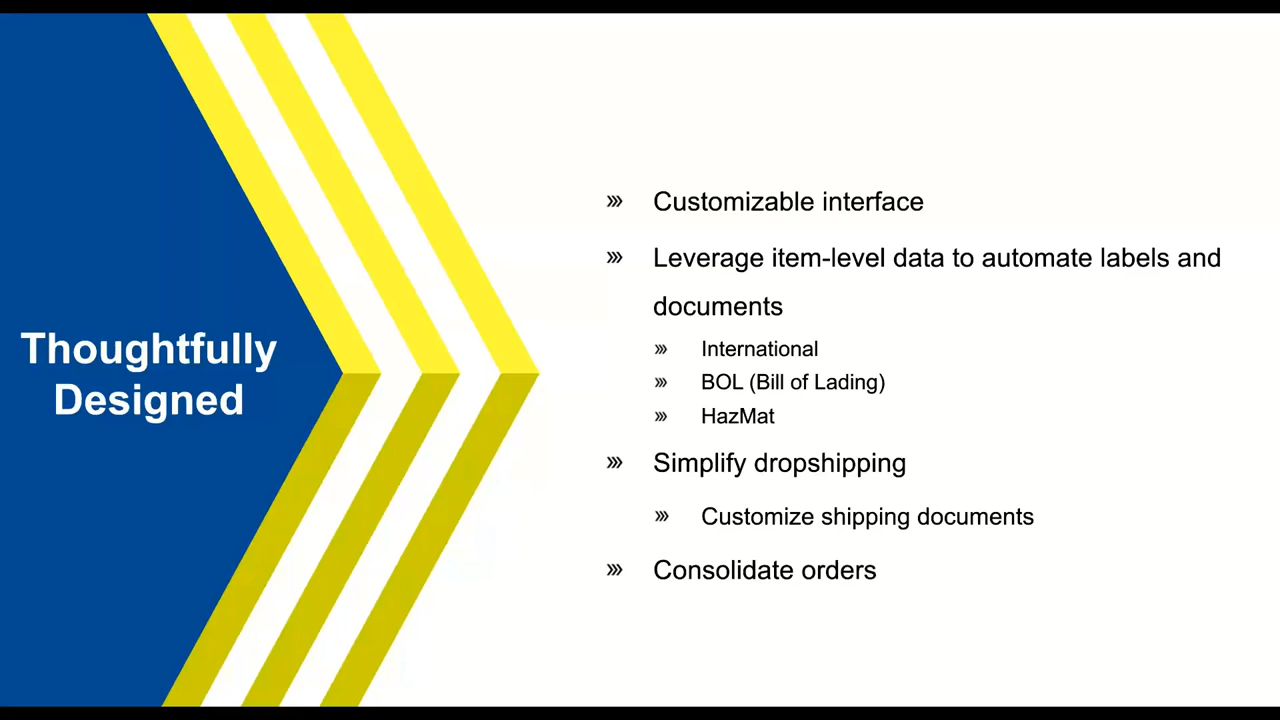 Thoughtfully
Designed
Customizable interface
Leverage item-level data to automate labels and
documents
International
BOL (Bill of Lading)
HazMat
Simplify dropshipping
Customize shipping documents
Consolidate orders